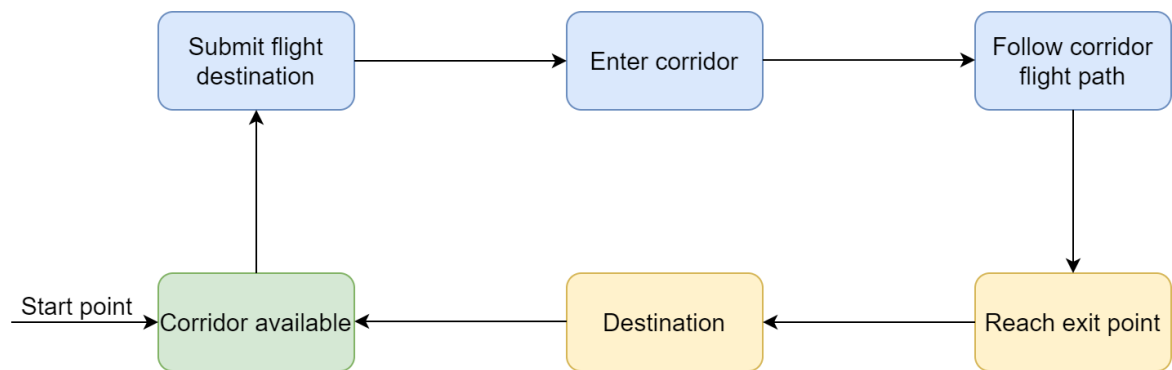 Submit flight
destination
Enter corridor
Follow corridor
flight path
Start point
Corridor available
Destination
Reach exit point